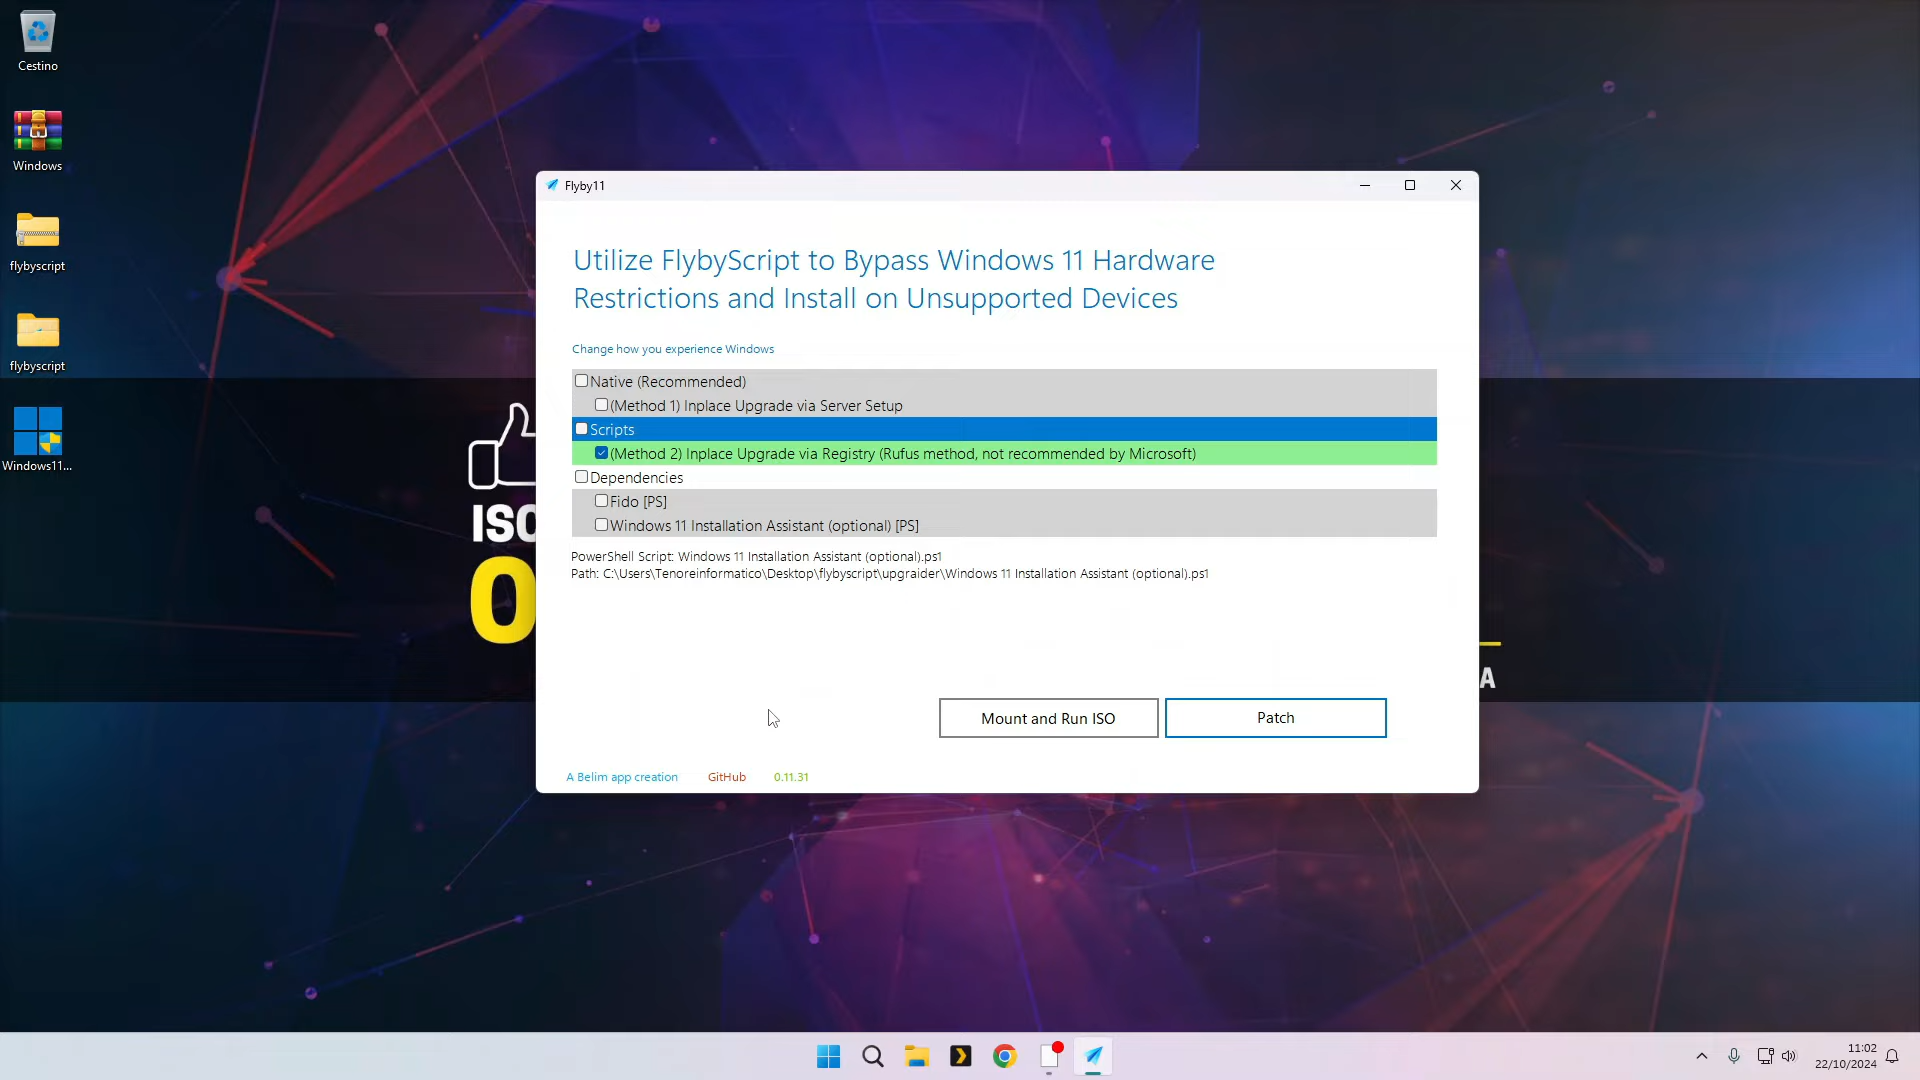 Cestino
Windows
flybyscript
flybyscript
Windows11...
ISC
O
A
Flyby11
Utilize FlybyScript to Bypass Windows 11 Hardware
Restrictions and Install on Unsupported Devices
Change how you experience Windows
Native (Recommended)
(Method 1) Inplace Upgrade via Server Setup
Scripts
(Method 2) Inplace Upgrade via Registry (Rufus method, not recommended by Microsoft)
Dependencies
Fido [PS]
Windows 11 Installation Assistant (optional) [PS]
PowerShell Script: Windows 11 Installation Assistant (optional).ps1
Path: C:\Users\Tenoreinformatico\Desktop\flybyscript\upgraider\Windows 11 Installation Assistant (optional).ps1
Mount and Run ISO
Patch
A Belim app creation
GitHub
0.11.31
11:02
22/10/2024